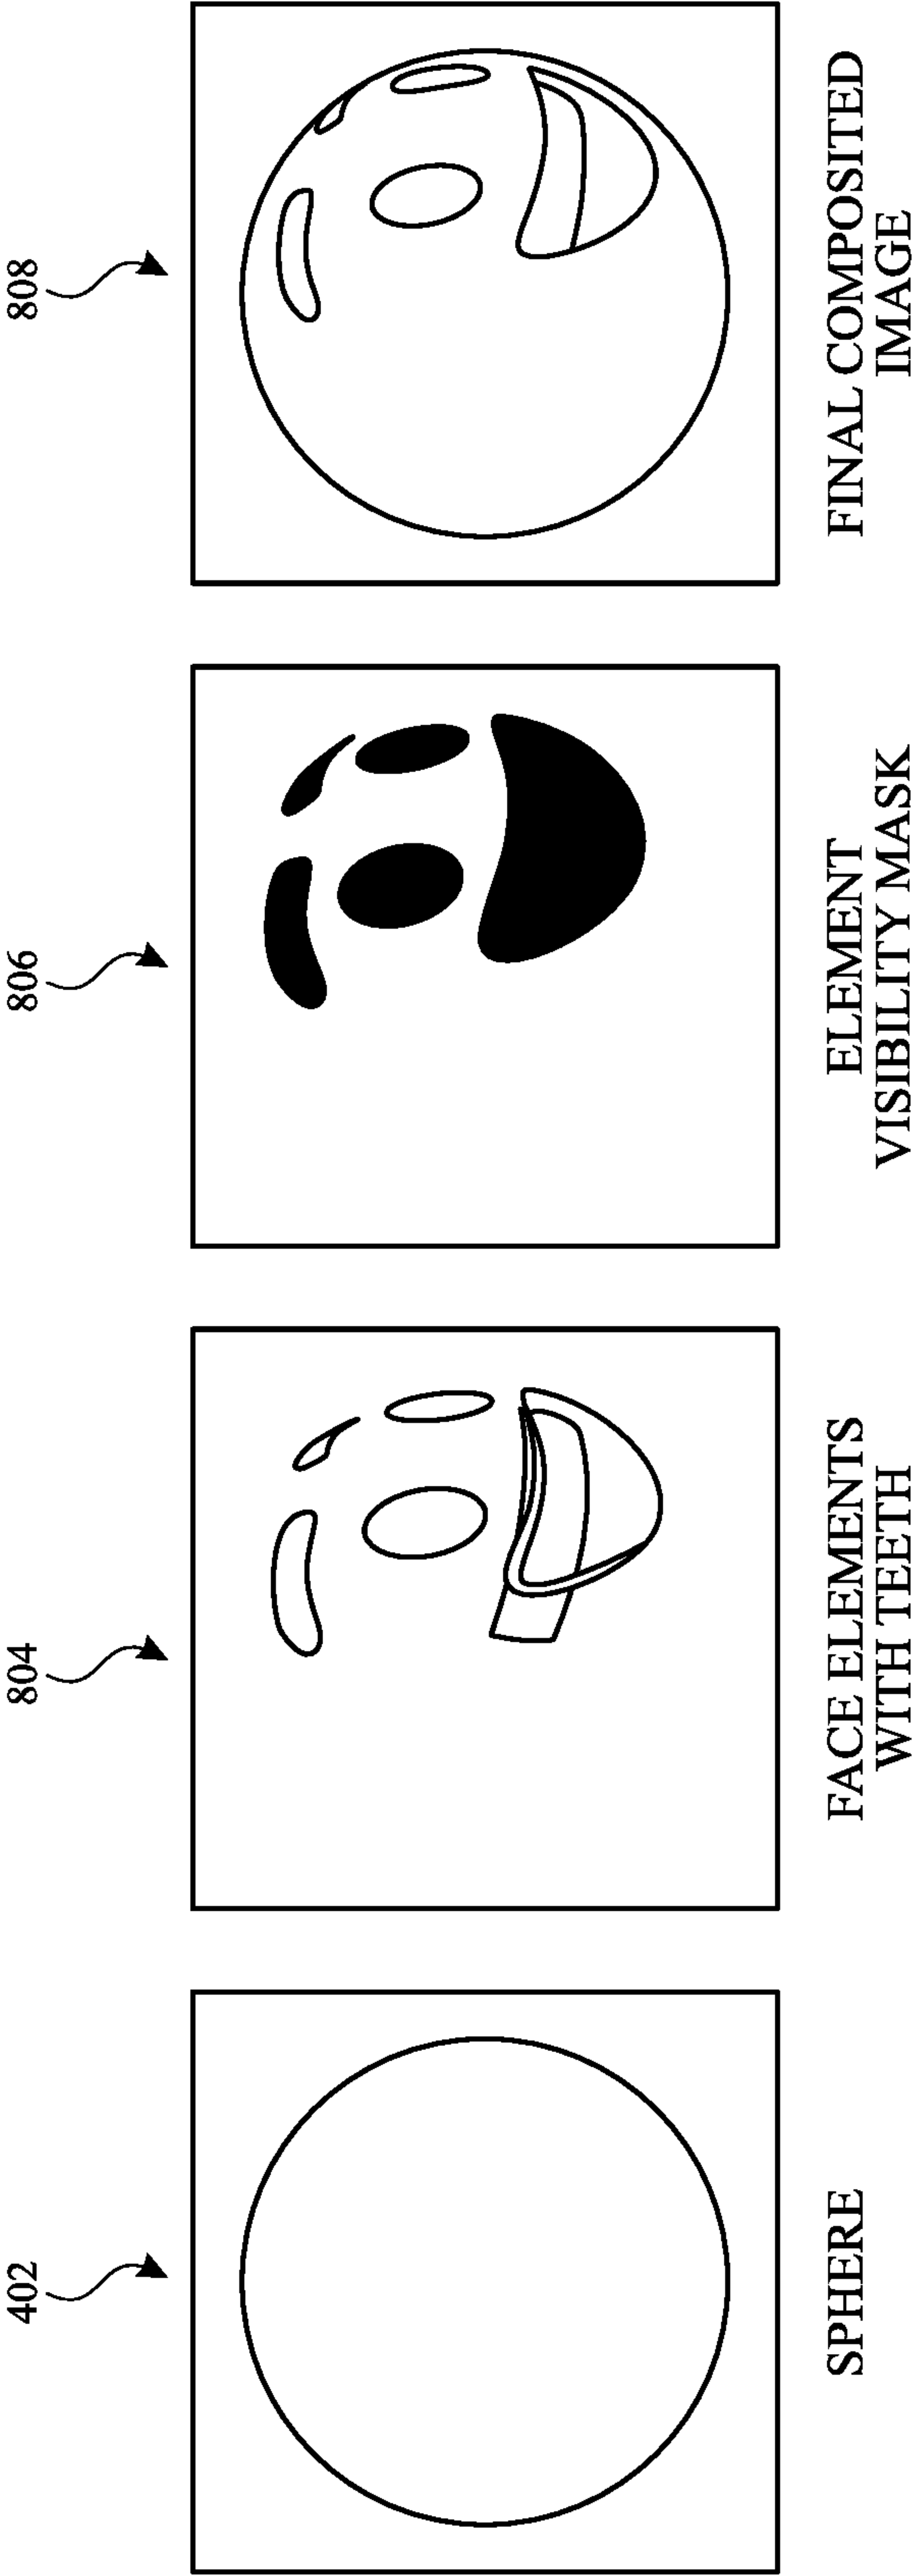 402
804
806
808
SPHERE
FACE ELEMENTS
WITH TEETH
ELEMENT
VISIBILITY MASK
FINAL COMPOSITED
IMAGE